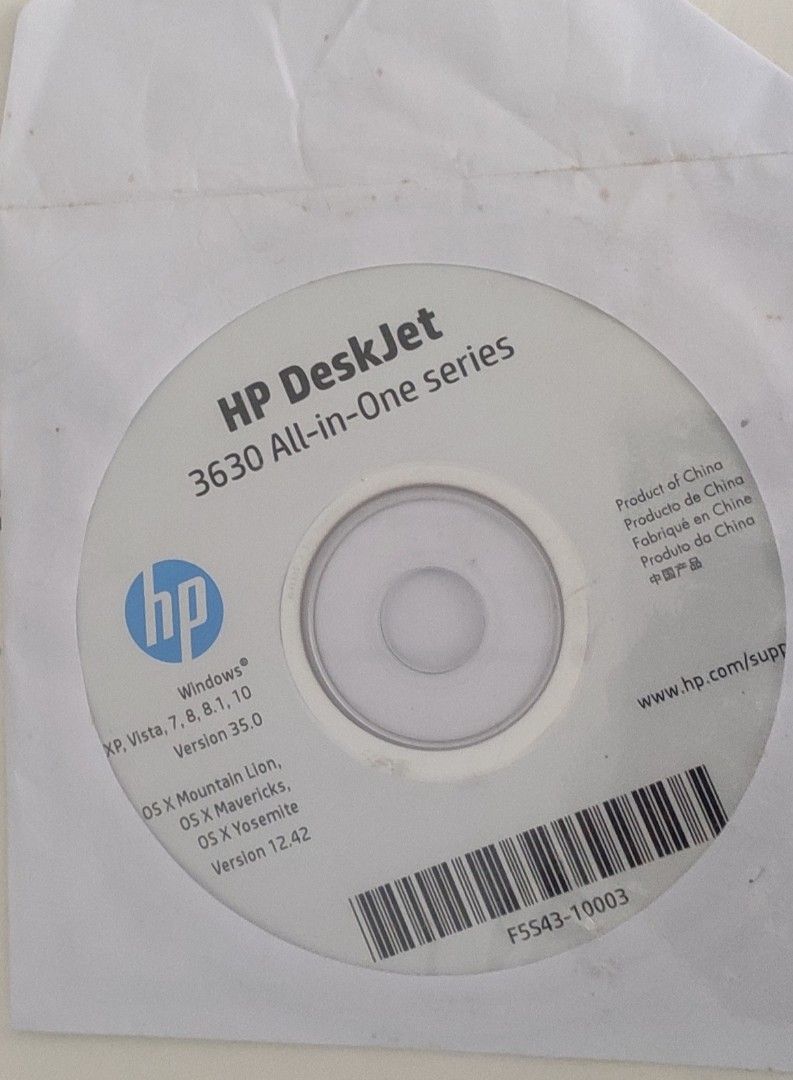 HP DeskJet
3630 All-in-One series
Product of China
Producto de China
Fabriqué en Chine
Produto da China
中国产品
hp
Windows®
XP, Vista, 7, 8, 8.1, 10
Version 35.0
www.hp.com/supp
OS X Mountain Lion,
OS X Mavericks,
OS X Yosemite
Version 12.42
F5S43-10003